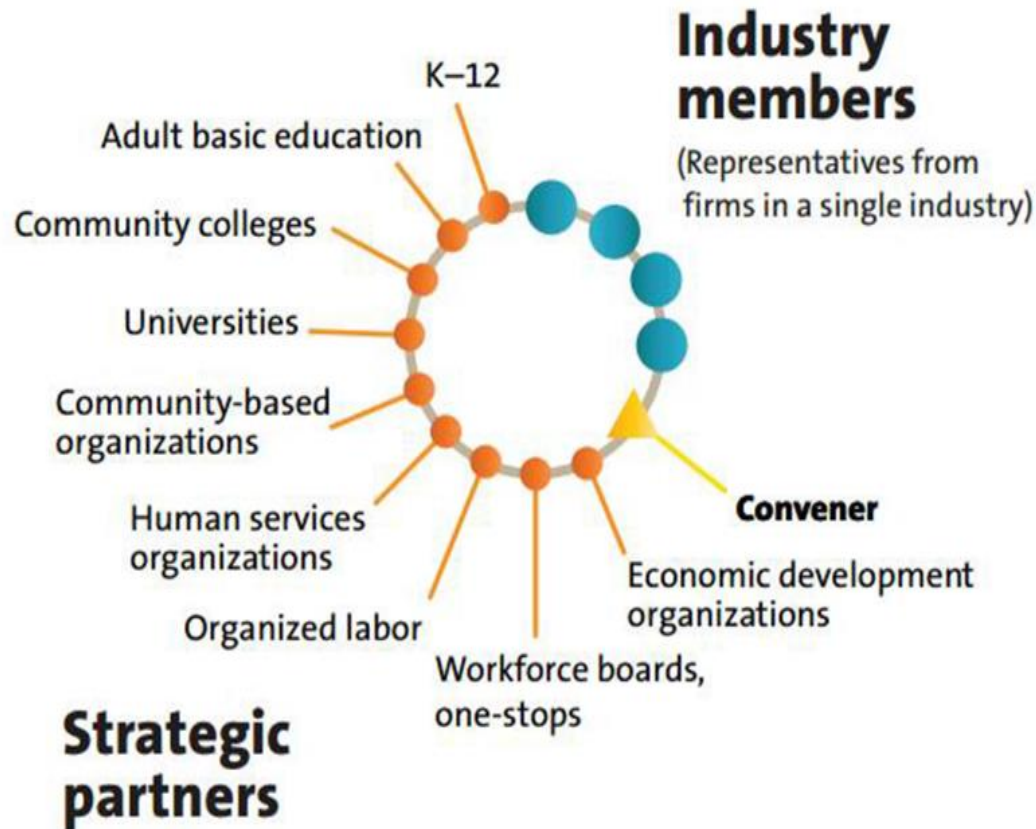 Industry
members
(Representatives from
firms in a single industry)
K–12
Adult basic education
Community colleges
Universities
Community-based
organizations
Human services
organizations
Organized labor
Workforce boards,
one-stops
Economic development
organizations
Convener
Strategic
partners